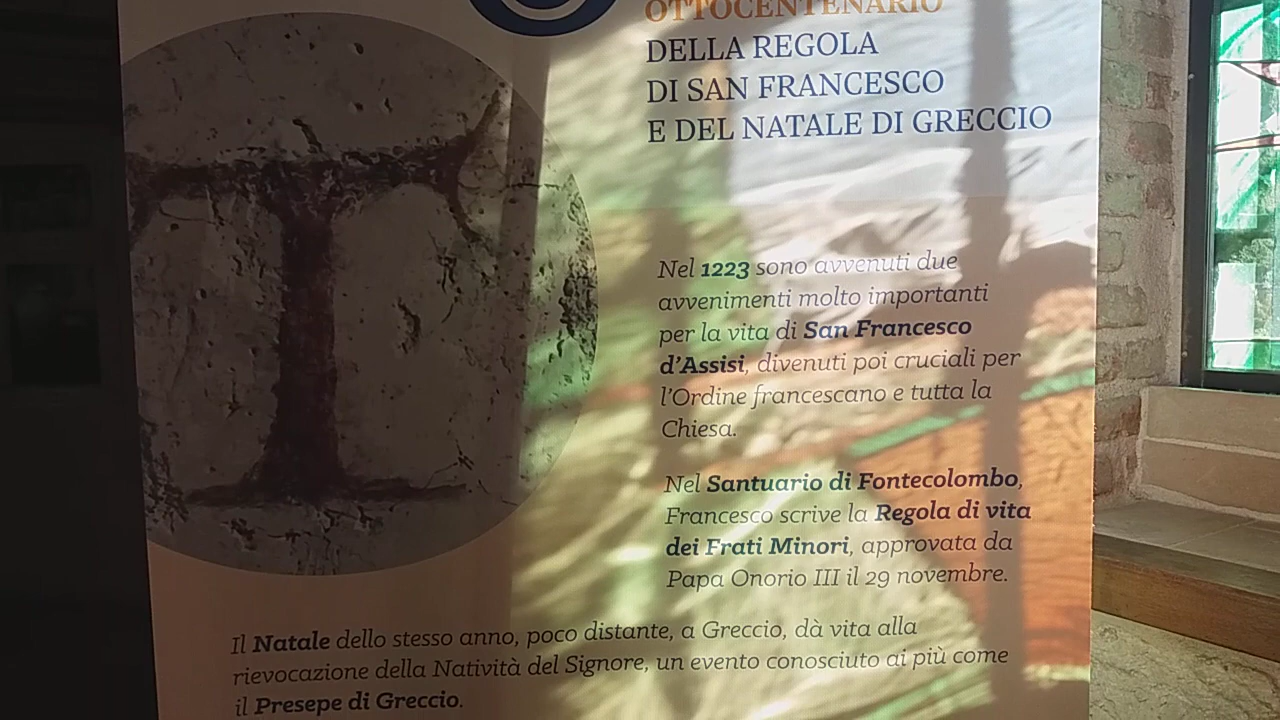 OTTOCENTENARIO
DELLA REGOLA
DI SAN FRANCESCO
E DEL NATALE DI GRECCIO
Nel 1223 sono avvenuti due
avvenimenti molto importanti
per la vita di San Francesco
d'Assisi, divenuti poi cruciali per
l'Ordine francescano e tutta la
Chiesa.
Nel Santuario di Fontecolombo,
Francesco scrive la Regola di vita
dei Frati Minori, approvata da
Papa Onorio III il 29 novembre.
Il Natale dello stesso anno, poco distante, a Greccio, dà vita alla
rievocazione della Natività del Signore, un evento conosciuto ai più come
il Presepe di Greccio.